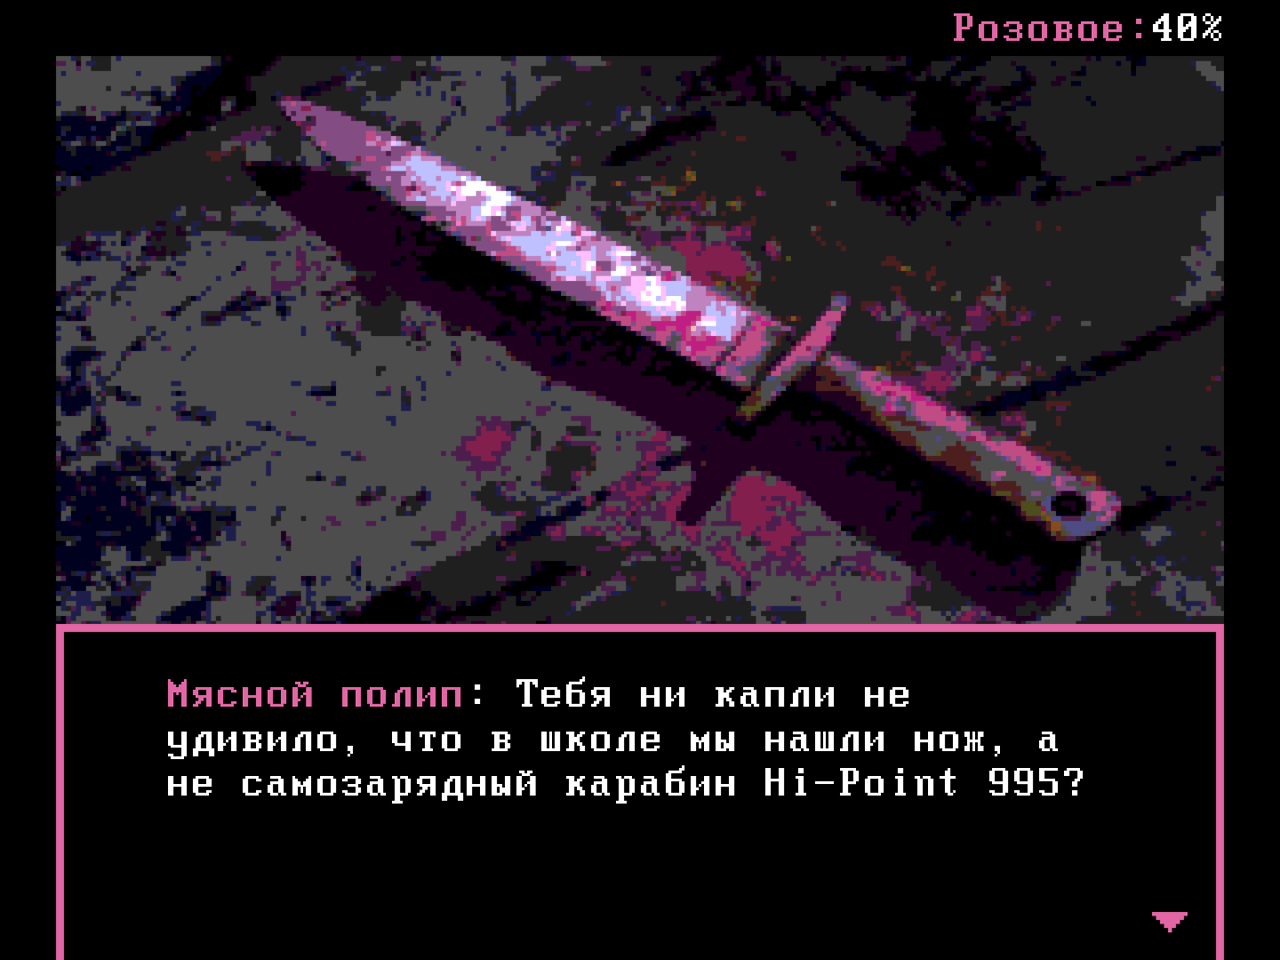 Розовое:40%
Мясной полип: Тебя ни капли не
удивило, что в школе мы нашли нож, а
не самозарядный карабин Hi-Point 995?